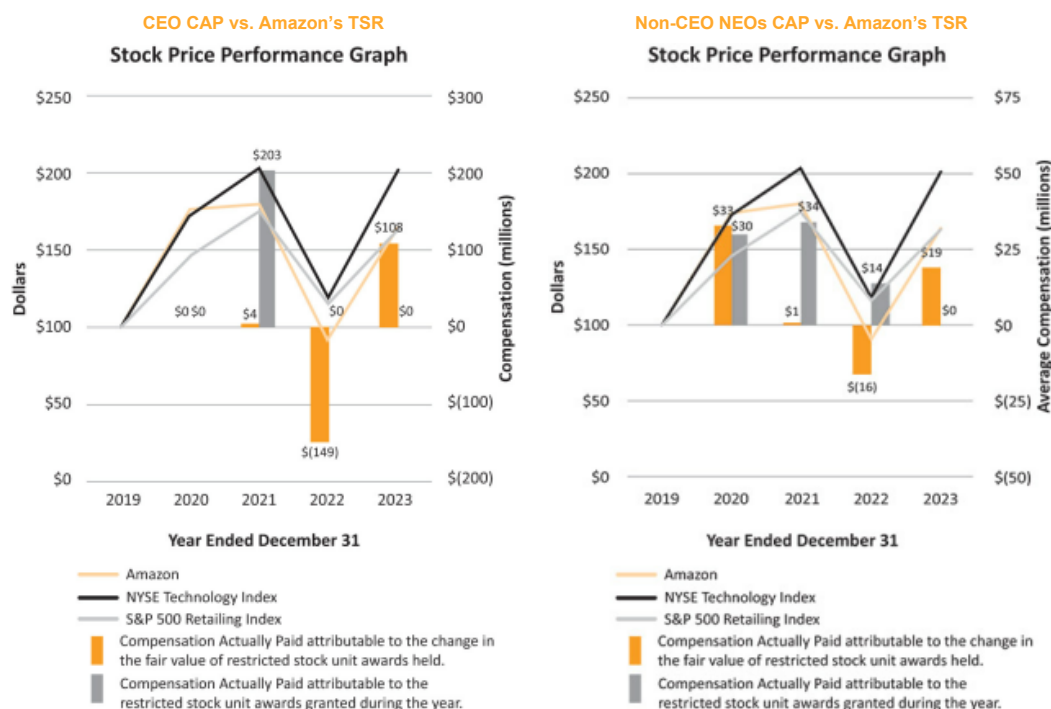 CEO CAP vs. Amazon's TSR
Stock Price Performance Graph
Dollars
$250
$200
$150
$100
$50
$0
$300
$200
$100
$0
$(100)
$(200)
Compensation (millions)
$0 $0
$4
$203
$(149)
$0
$108
$0
2019 2020 2021 2022 2023
Year Ended December 31
Amazon
NYSE Technology Index
S&P 500 Retailing Index
Compensation Actually Paid attributable to the change in
the fair value of restricted stock unit awards held.
Compensation Actually Paid attributable to the
restricted stock unit awards granted during the year.
Non-CEO NEOs CAP vs. Amazon's TSR
Stock Price Performance Graph
Dollars
$250
$200
$150
$100
$50
$0
$75
$50
$25
$0
$(25)
$(50)
Average Compensation (millions)
$33
$30
$1
$34
$(16)
$14
$19
$0
2019 2020 2021 2022 2023
Year Ended December 31
Amazon
NYSE Technology Index
S&P 500 Retailing Index
Compensation Actually Paid attributable to the change in
the fair value of restricted stock unit awards held.
Compensation Actually Paid attributable to the
restricted stock unit awards granted during the year.